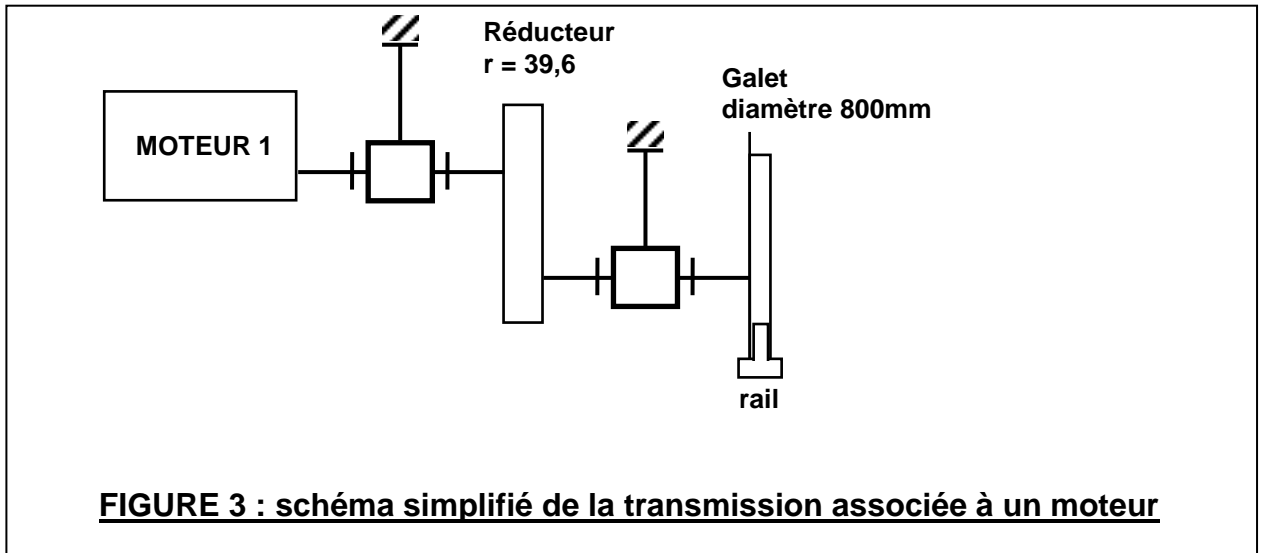 Réducteur
r = 39,6
Galet
diamètre 800mm
MOTEUR 1
rail
FIGURE 3 : schéma simplifié de la transmission associée à un moteur